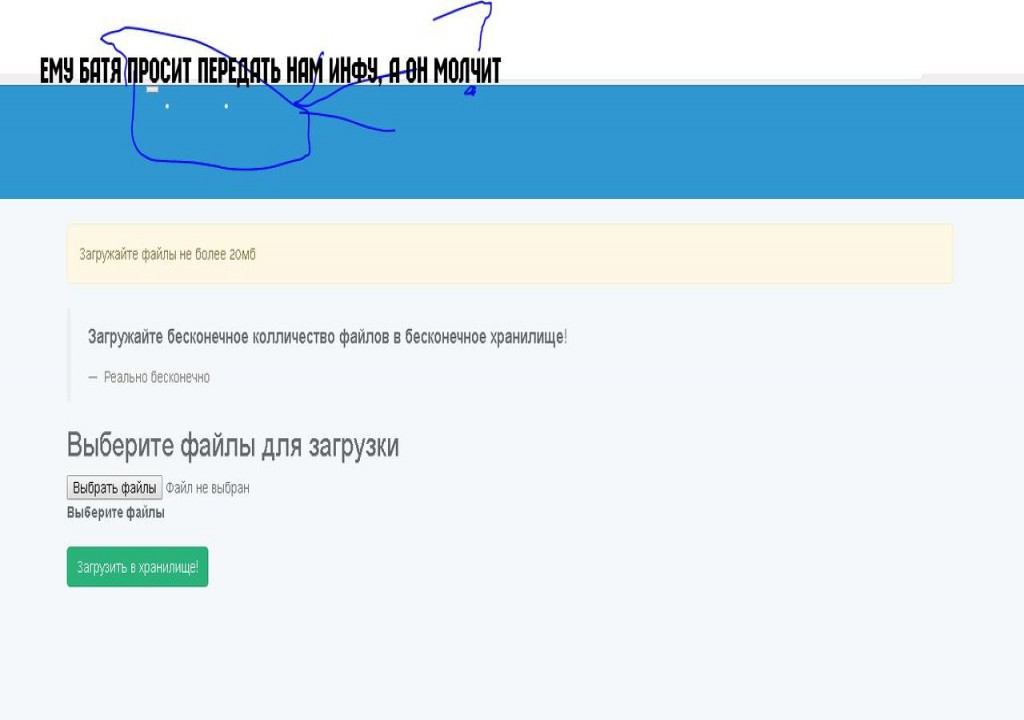 ЕМУ БАТЯ ПРОСИТ ПЕРЕДАТЬ НАМ ИНФУ, А ОН МОЛЧИТ
Загружайте файлы не более 20мб
Загружайте бесконечное колличество файлов в бесконечное хранилище!
— Реально бесконечно
Выберите файлы для загрузки
Выбрать файлы Файл не выбран
Выберите файлы
Загрузить в хранилище!